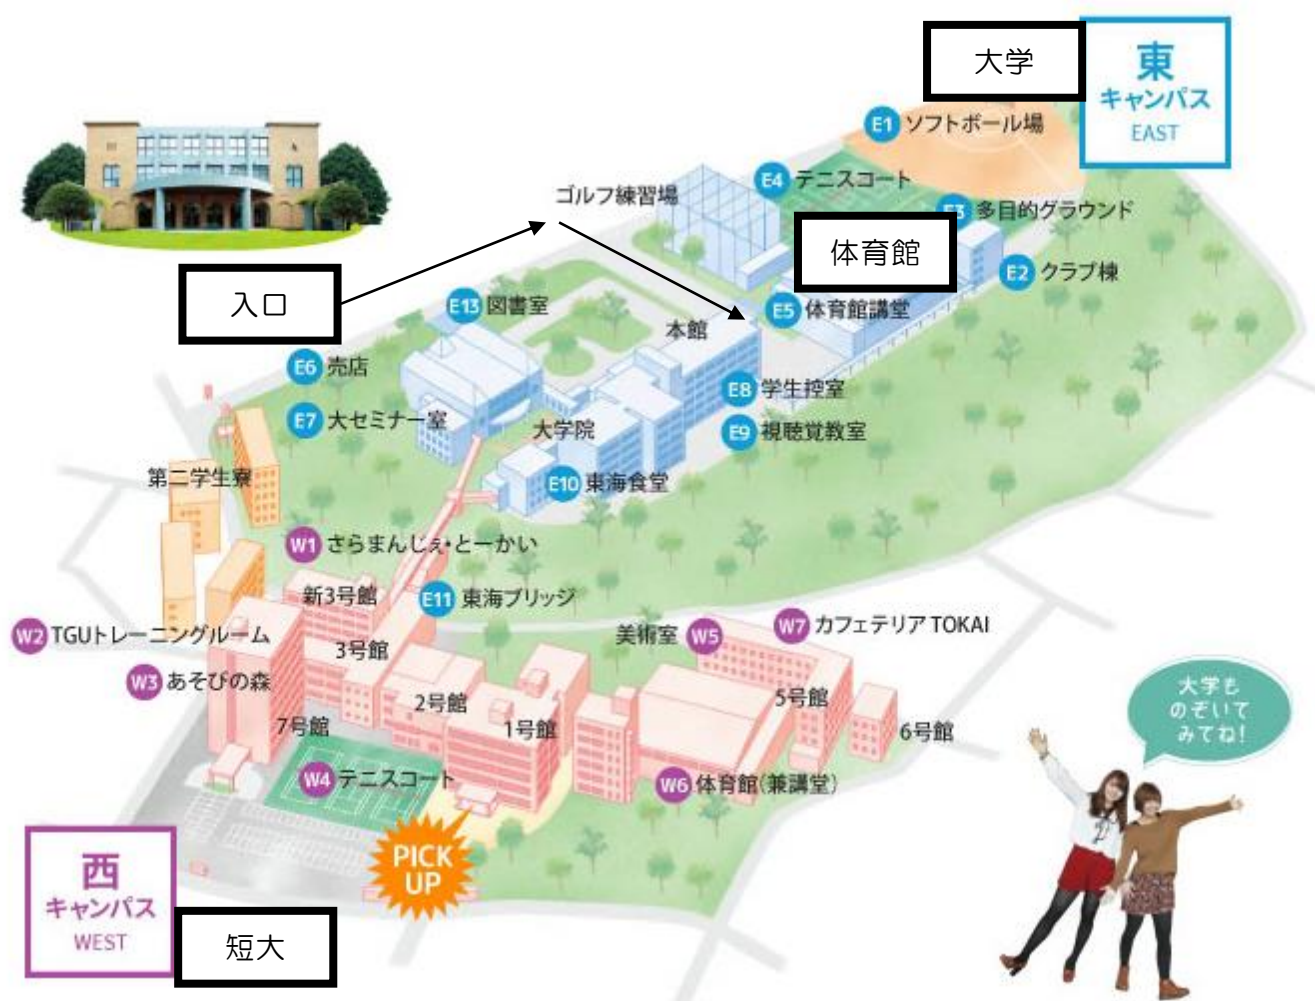 大学
東
キャンパス
EAST
E1 ソフトボール場
E4 テニスコート
ゴルフ練習場
E3 多目的グラウンド
体育館
E2 クラブ棟
入口
E13 図書室
E5 体育館講堂
本館
E6 売店
E8 学生控室
E7 大セミナー室
大学院
E9 視聴覚教室
第二学生寮
E10 東海食堂
W1 さらまんじぇ・とーかい
新3号館
E11 東海ブリッジ
W2 TGUトレーニングルーム
美術室 W5
W7 カフェテリア TOKAI
3号館
W3 あそびの森
2号館
5号館
7号館
1号館
6号館
W4 テニスコート
W6 体育館(兼講堂)
大学も
のぞいて
みてね!
PICK
UP
西
キャンパス
WEST
短大